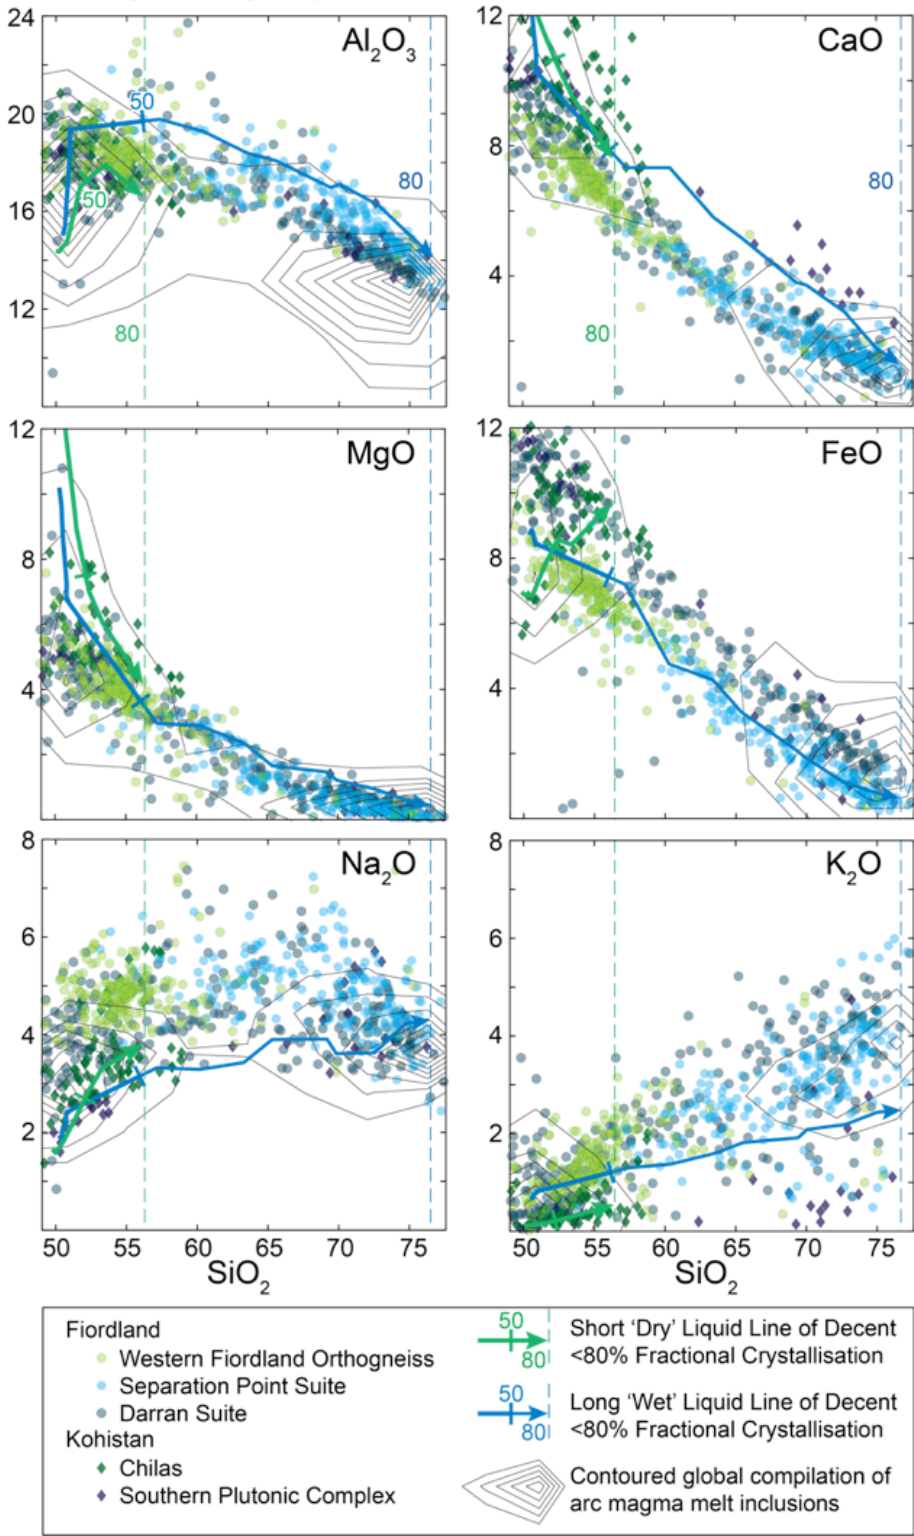 24
20
16
12
Al2O3
50
50
80
80
12
8
4
CaO
80
80
12
8
4
MgO
12
8
4
FeO
8
6
4
2
Na2O
50 55 60 65 70 75
SiO2
8
6
4
2
K2O
50 55 60 65 70 75
SiO2
Fiordland
Western Fiordland Orthogneiss
Separation Point Suite
Darran Suite
Kohistan
Chilas
Southern Plutonic Complex
50
80
Short ‘Dry’ Liquid Line of Decent
<80% Fractional Crystallisation
50
80
Long ‘Wet’ Liquid Line of Decent
<80% Fractional Crystallisation
Contoured global compilation of
arc magma melt inclusions